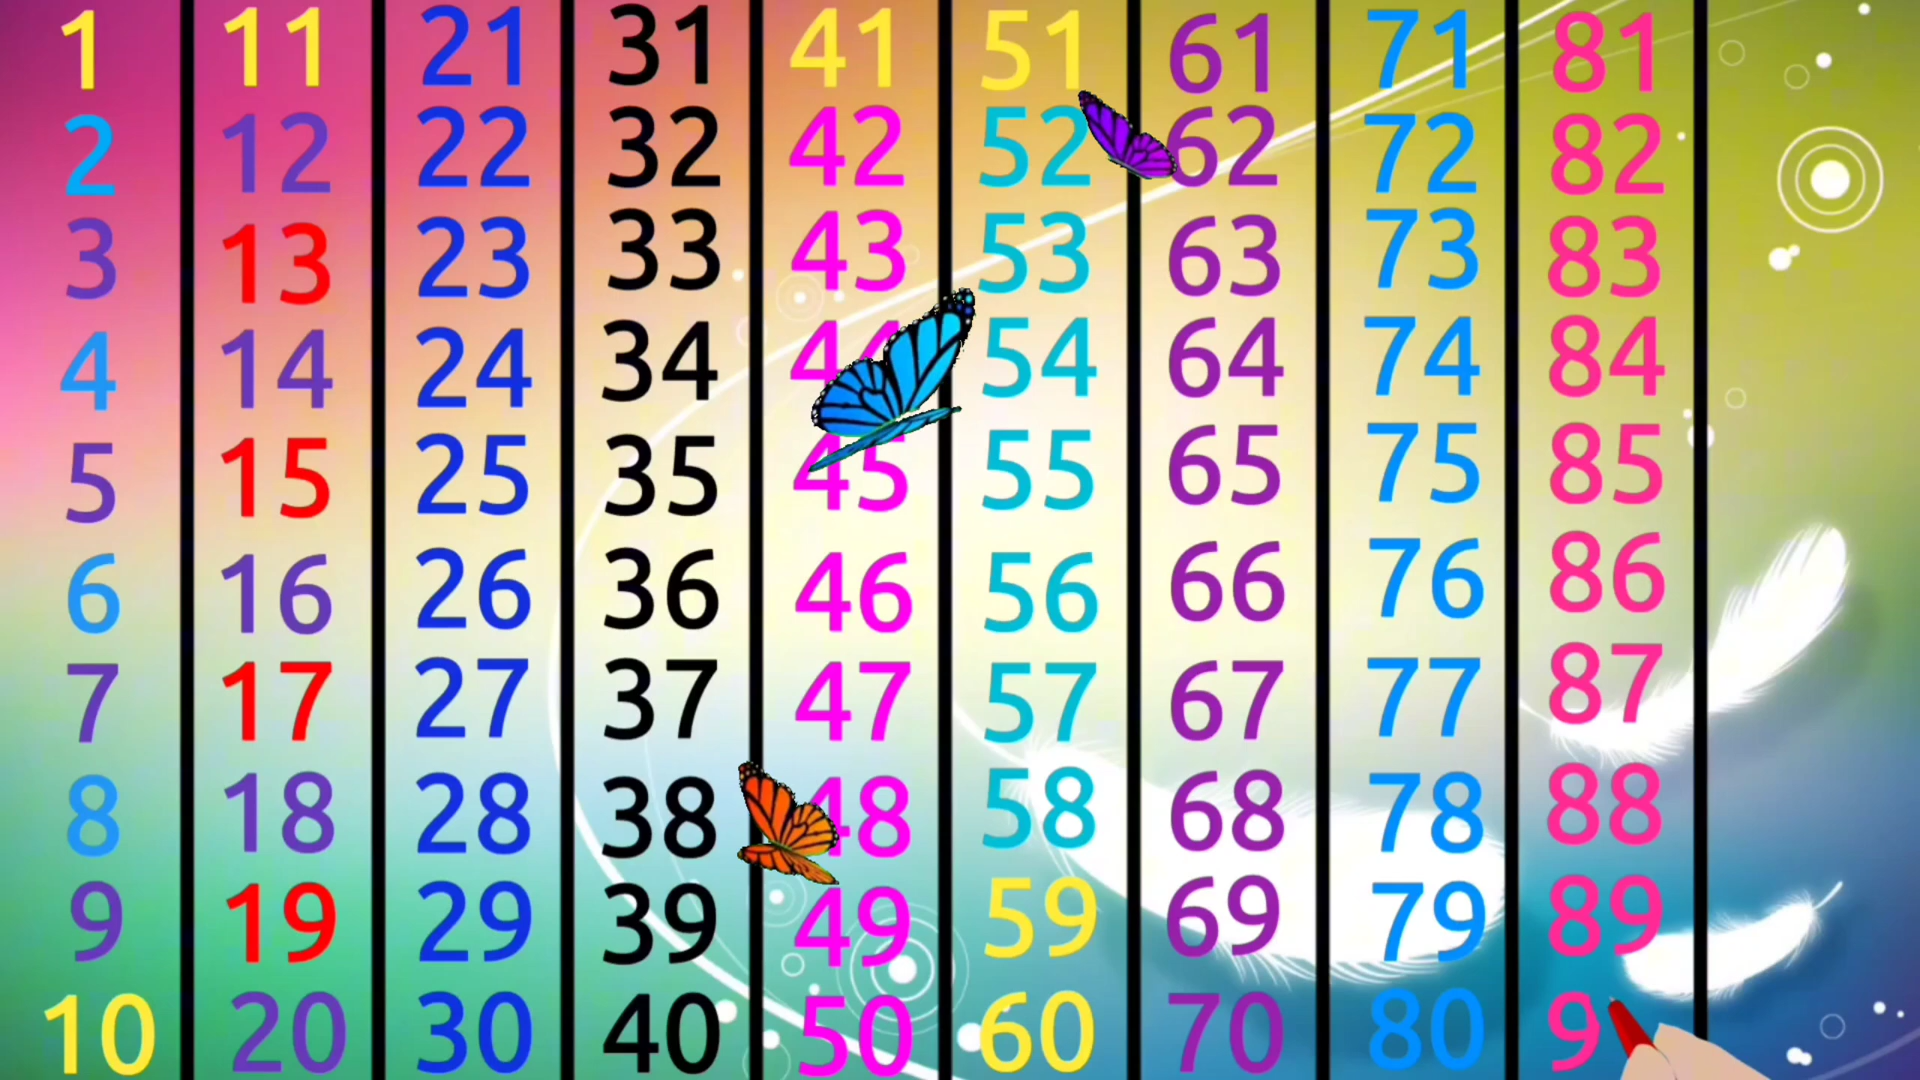 1 11 21 31 41 51 61 71 81
2 12 22 32 42 52 62 72 82
3 13 23 33 43 53 63 73 83
4 14 24 34 44 54 64 74 84
5 15 25 35 45 55 65 75 85
6 16 26 36 46 56 66 76 86
7 17 27 37 47 57 67 77 87
8 18 28 38 48 58 68 78 88
9 19 29 39 49 59 69 79 89
10 20 30 40 50 60 70 80 9